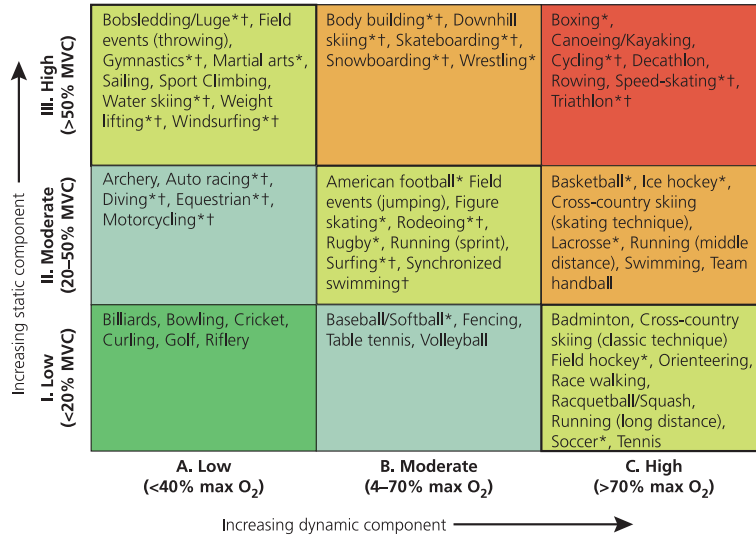 Increasing static component
III. High
(>50% MVC)
Bobsledding/Luge*†, Field
events (throwing),
Gymnastics*†, Martial arts*,
Sailing, Sport Climbing,
Water skiing*†, Weight
lifting*†, Windsurfing*†
Body building*†, Downhill
skiing*†, Skateboarding*†,
Snowboarding*†, Wrestling*
Boxing*,
Canoeing/Kayaking,
Cycling*†, Decathlon,
Rowing, Speed-skating*†,
Triathlon*†
II. Moderate
(20–50% MVC)
Archery, Auto racing*†,
Diving*†, Equestrian*†,
Motorcycling*†
American football* Field
events (jumping), Figure
skating*, Rodeoing*†,
Rugby*, Running (sprint),
Surfing*†, Synchronized
swimming†
Basketball*, Ice hockey*,
Cross-country skiing
(skating technique),
Lacrosse*, Running (middle
distance), Swimming, Team
handball
I. Low
(<20% MVC)
Billiards, Bowling, Cricket,
Curling, Golf, Riflery
Baseball/Softball*, Fencing,
Table tennis, Volleyball
Badminton, Cross-country
skiing (classic technique)
Field hockey*, Orienteering,
Race walking,
Racquetball/Squash,
Running (long distance),
Soccer*, Tennis
A. Low
(<40% max O₂)
B. Moderate
(4–70% max O₂)
C. High
(>70% max O₂)
Increasing dynamic component